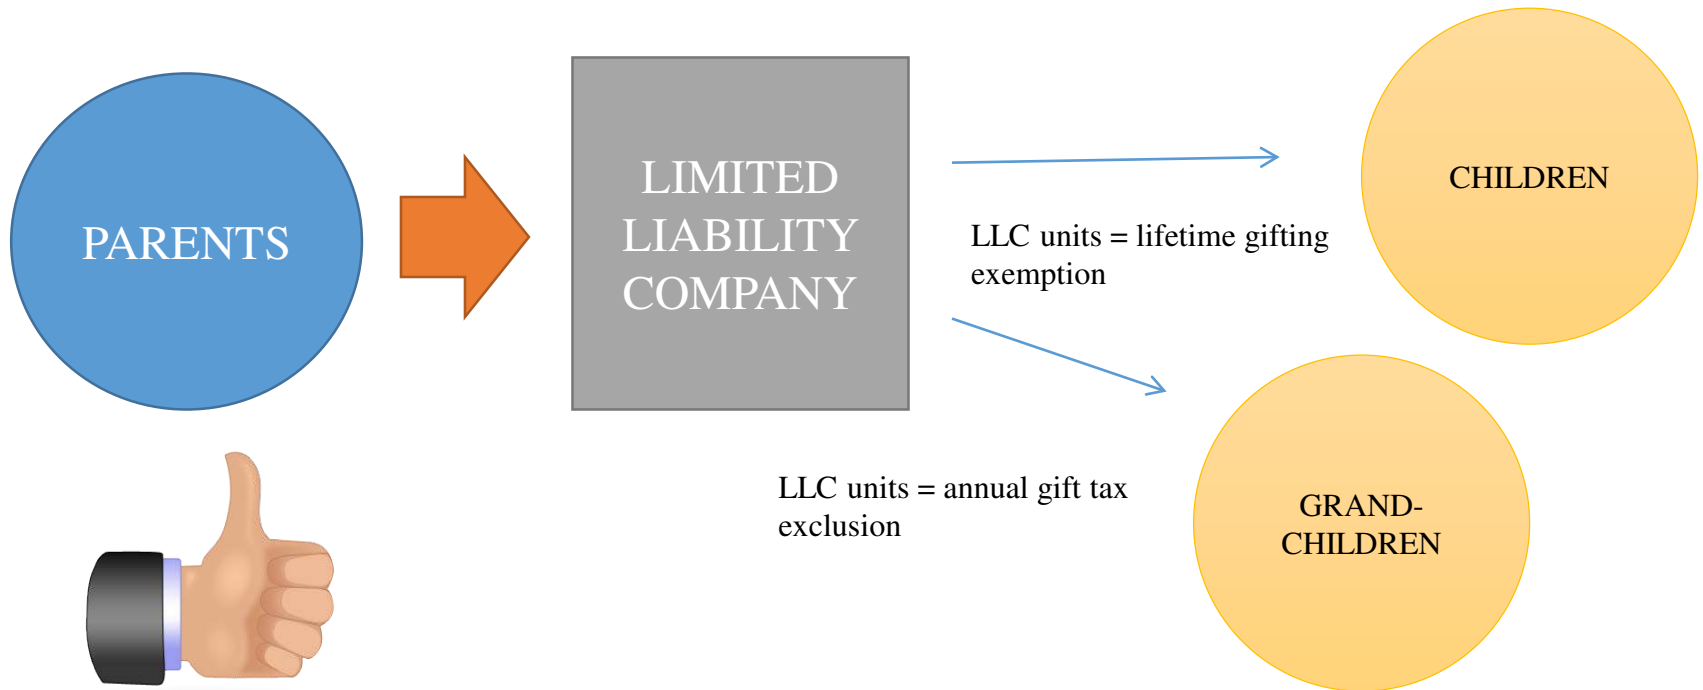 PARENTS
LIMITED
LIABILITY
COMPANY
LLC units = lifetime gifting
exemption
CHILDREN
LLC units = annual gift tax
exclusion
GRAND-
CHILDREN